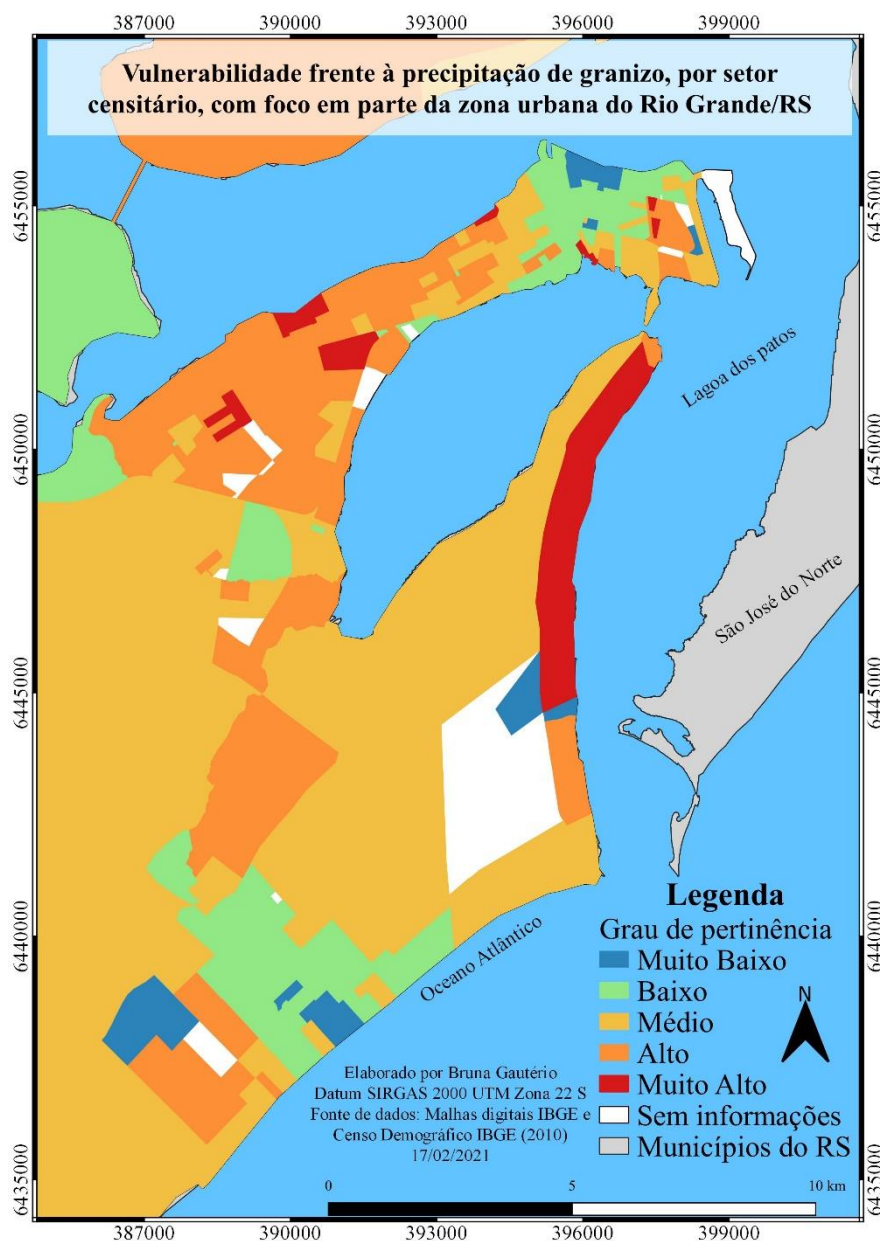 387000 390000 393000 396000 399000
Vulnerabilidade frente à precipitação de granizo, por setor
censitário, com foco em parte da zona urbana do Rio Grande/RS
6455000 6455000
Lagoa dos patos
6450000 6450000
São José do Norte
6445000 6445000
Legenda
Grau de pertinência
6440000 6440000
Oceano Atlântico
Muito Baixo
Baixo
Médio
Alto
Muito Alto
Sem informações
Municípios do RS
N
Elaborado por Bruna Gautério
Datum SIRGAS 2000 UTM Zona 22 S
Fonte de dados: Malhas digitais IBGE e
Censo Demográfico IBGE (2010)
17/02/2021
6435000 6435000
0 5 10 km
387000 390000 393000 396000 399000